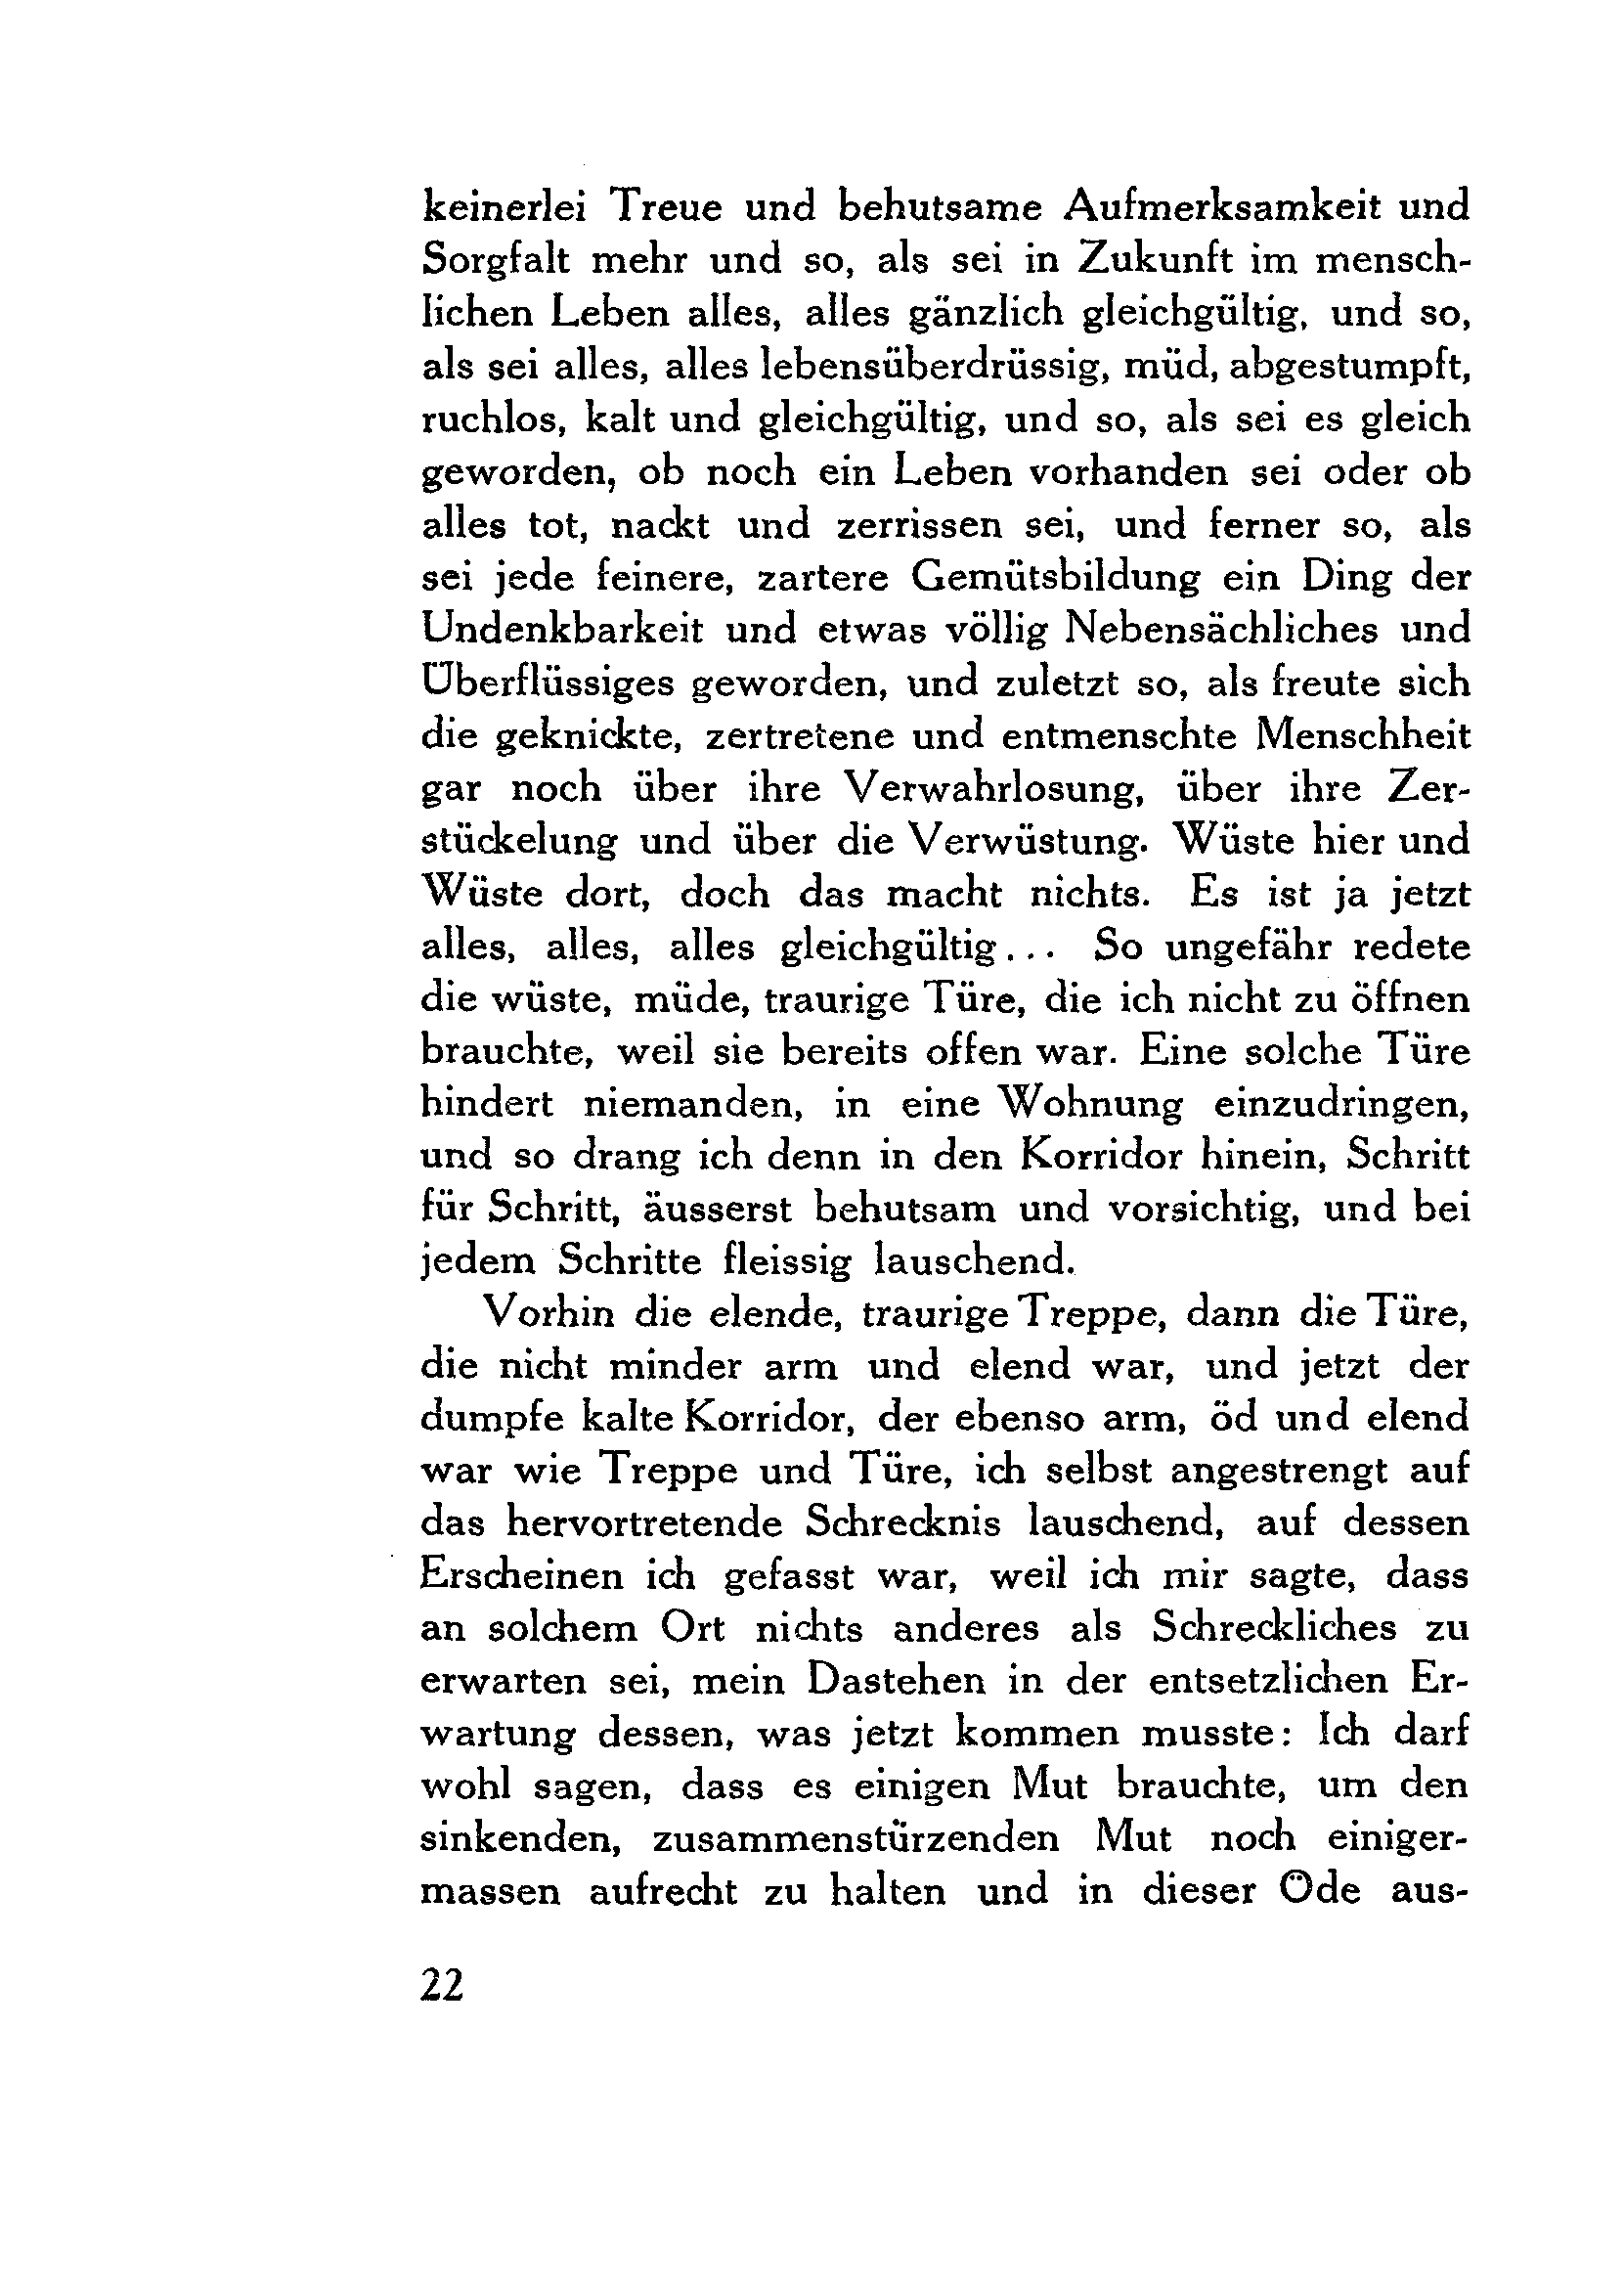 keinerlei Treue und behutsame Aufmerksamkeit und
Sorgfalt mehr und so, als sei in Zukunft im mensch-
lichen Leben alles, alles gänzlich gleichgültig, und so,
als sei alles, alles lebensüberdrüssig, müd, abgestumpft,
ruchlos, kalt und gleichgültig, und so, als sei es gleich
geworden, ob noch ein Leben vorhanden sei oder ob
alles tot, nackt und zerrissen sei, und ferner so, als
sei jede feinere, zartere Gemütsbildung ein Ding der
Undenkbarkeit und etwas völlig Nebensächliches und
Überflüssiges geworden, und zuletzt so, als freute sich
die geknickte, zertretene und entmenschte Menschheit
gar noch über ihre Verwahrlosung, über ihre Zer-
stückelung und über die Verwüstung. Wüste hier und
Wüste dort, doch das macht nichts. Es ist ja jetzt
alles, alles, alles gleichgültig... So ungefähr redete
die wüste, müde, traurige Türe, die ich nicht zu öffnen
brauchte, weil sie bereits offen war. Eine solche Türe
hindert niemanden, in eine Wohnung einzudringen,
und so drang ich denn in den Korridor hinein, Schritt
für Schritt, äusserst behutsam und vorsichtig, und bei
jedem Schritte fleissig lauschend.
Vorhin die elende, traurige Treppe, dann die Türe,
die nicht minder arm und elend war, und jetzt der
dumpfe kalte Korridor, der ebenso arm, öd und elend
war wie Treppe und Türe, ich selbst angestrengt auf
das hervortretende Schrecknis lauschend, auf dessen
Erscheinen ich gefasst war, weil ich mir sagte, dass
an solchem Ort nichts anderes als Schreckliches zu
erwarten sei, mein Dastehen in der entsetzlichen Er-
wartung dessen, was jetzt kommen musste: Ich darf
wohl sagen, dass es einigen Mut brauchte, um den
sinkenden, zusammenstürzenden Mut noch einiger-
massen aufrecht zu halten und in dieser Öde aus-
22